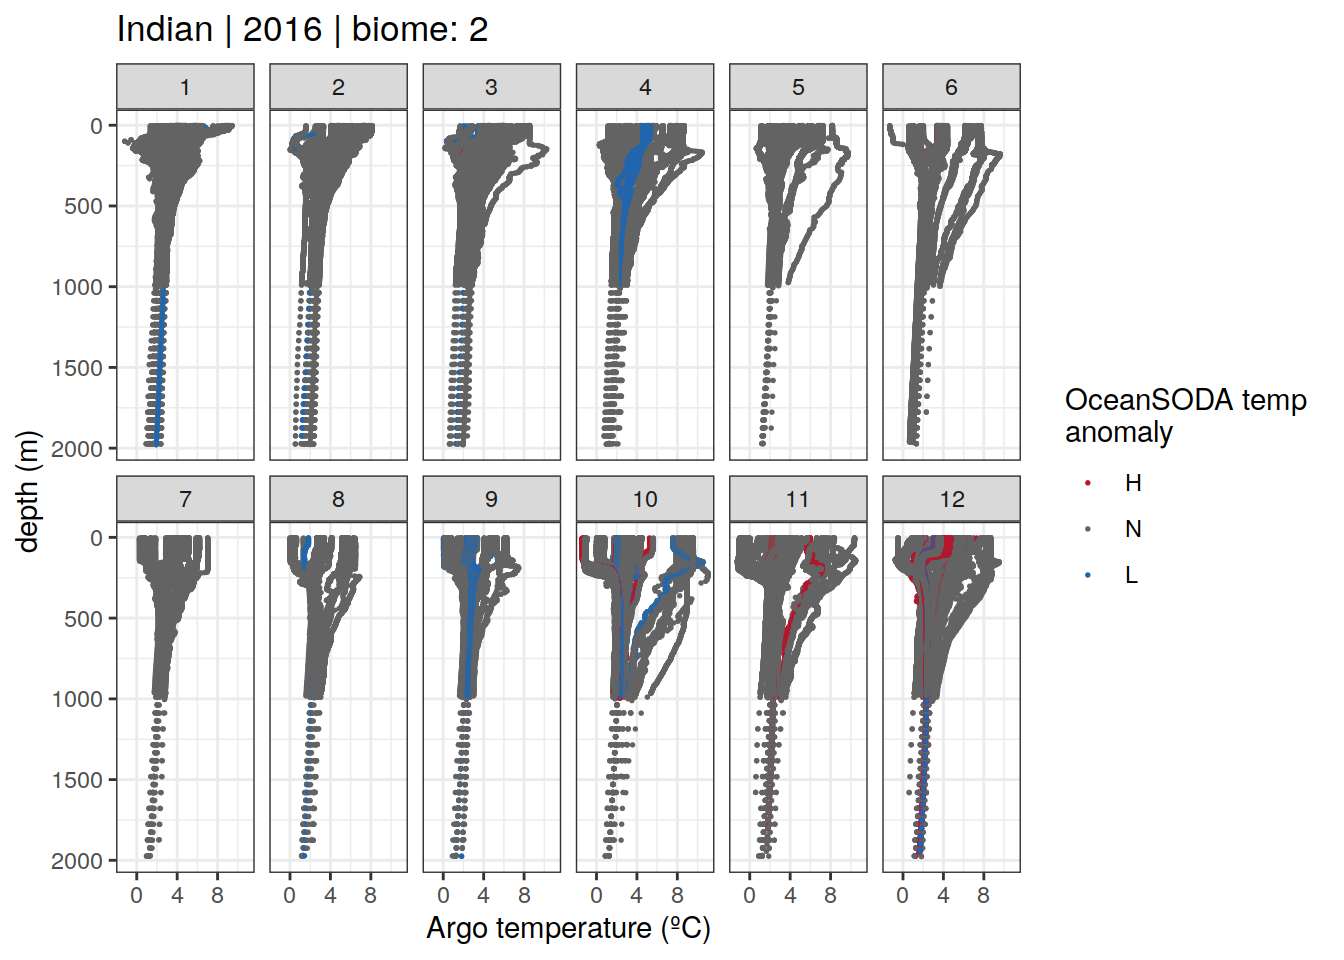 Indian | 2016 | biome: 2
1 2 3 4 5 6
0
500
1000
1500
2000
7 8 9 10 11 12
0
500
1000
1500
2000
0 4 8 0 4 8 0 4 8 0 4 8 0 4 8 0 4 8
Argo temperature (ºC)
depth (m)
OceanSODA temp
anomaly
H
N
L